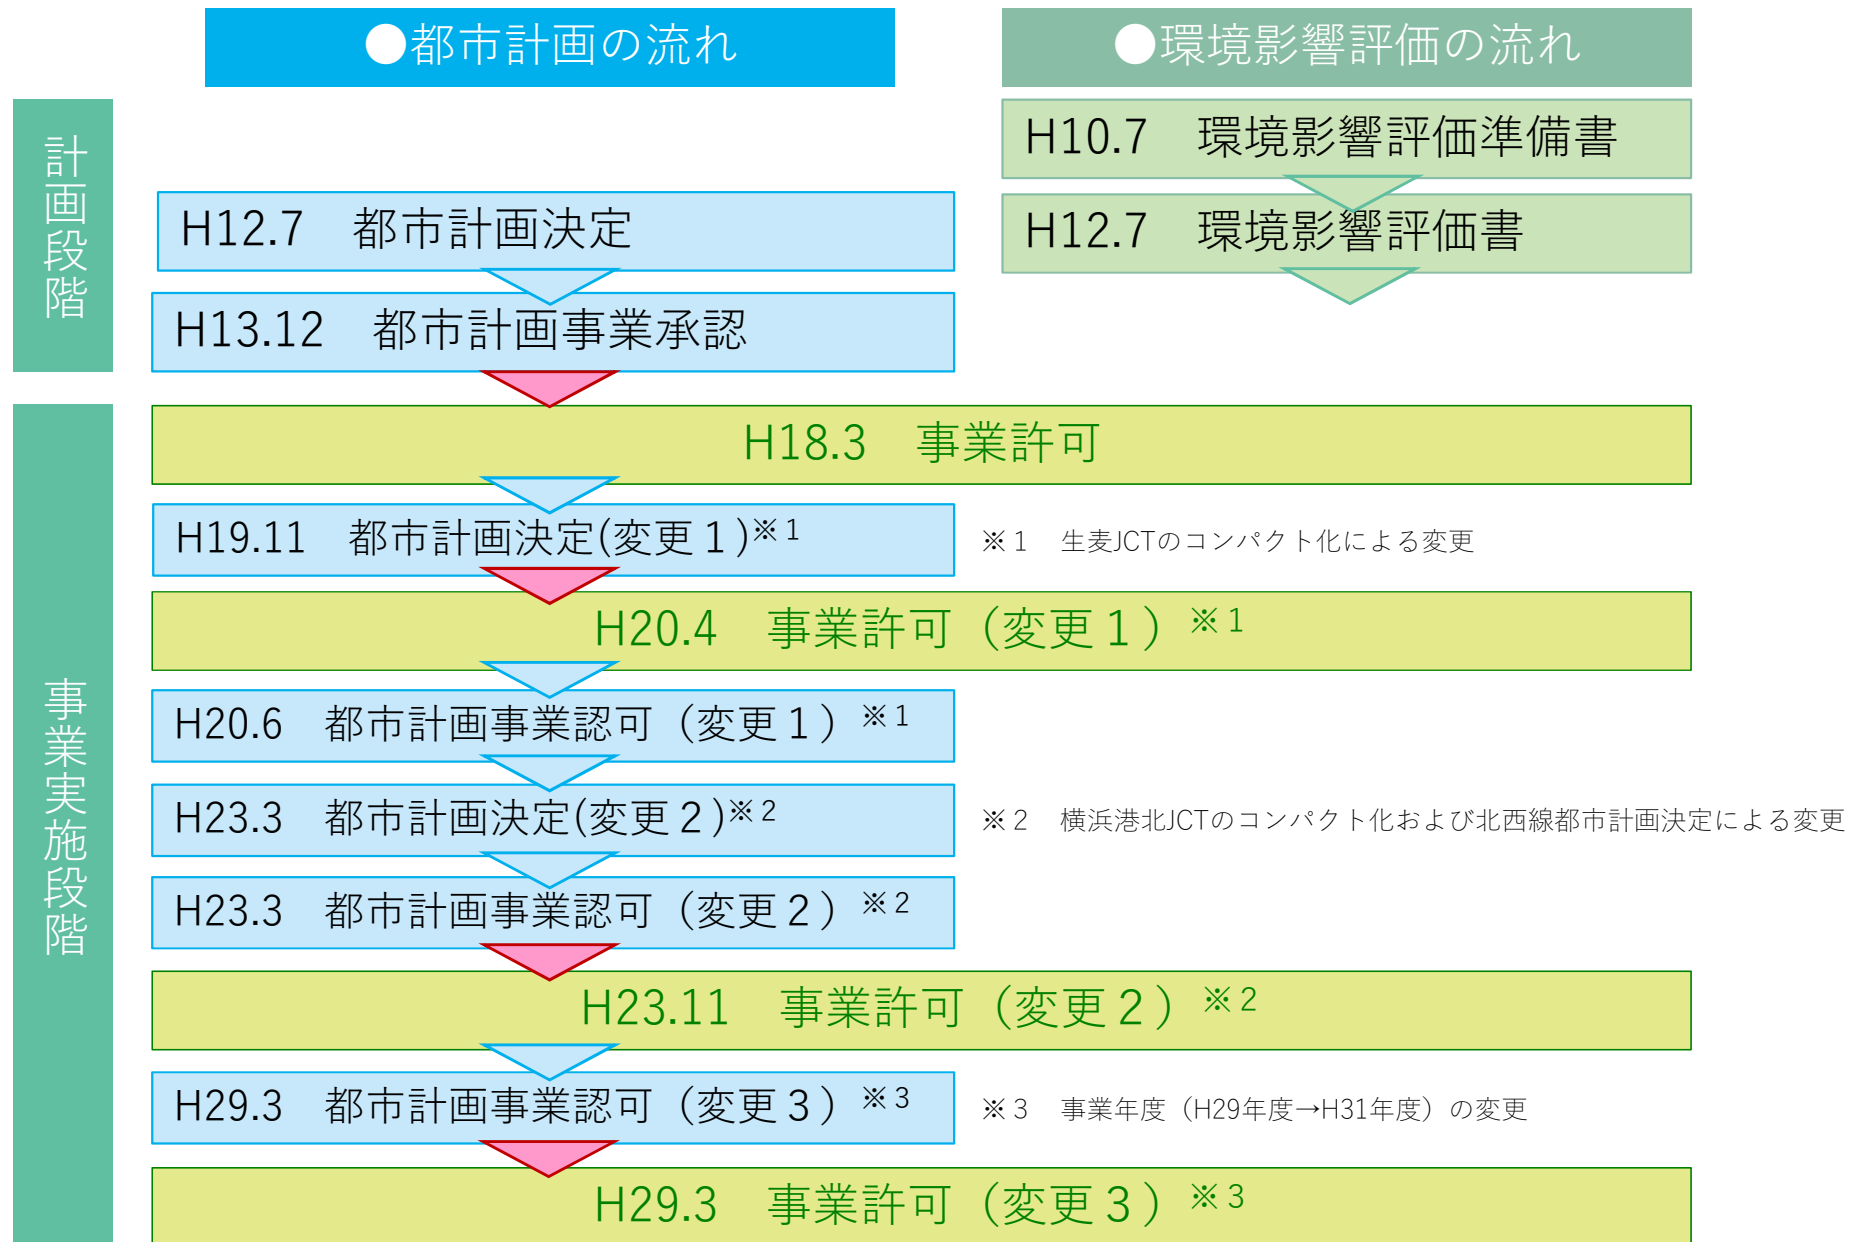 ●都市計画の流れ
●環境影響評価の流れ
計画段階
H10.7　環境影響評価準備書
H12.7　都市計画決定
H12.7　環境影響評価書
H13.12　都市計画事業承認
事業実施段階
H18.3　事業許可
H19.11　都市計画決定(変更１)※１
※１　生麦JCTのコンパクト化による変更
H20.4　事業許可（変更１）※１
H20.6　都市計画事業認可（変更１）※１
H23.3　都市計画決定(変更２)※２
※２　横浜港北JCTのコンパクト化および北西線都市計画決定による変更
H23.3　都市計画事業認可（変更２）※２
H23.11　事業許可（変更２）※２
H29.3　都市計画事業認可（変更３）※３
※３　事業年度（H29年度→H31年度）の変更
H29.3　事業許可（変更３）※３